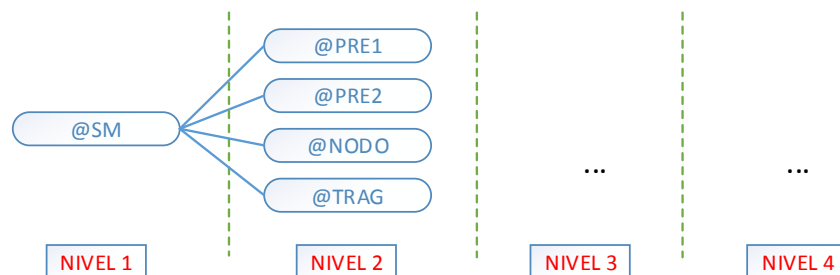 @PRE1
@PRE2
@SM
@NODO
@TRAG
... ...
NIVEL 1 NIVEL 2 NIVEL 3 NIVEL 4